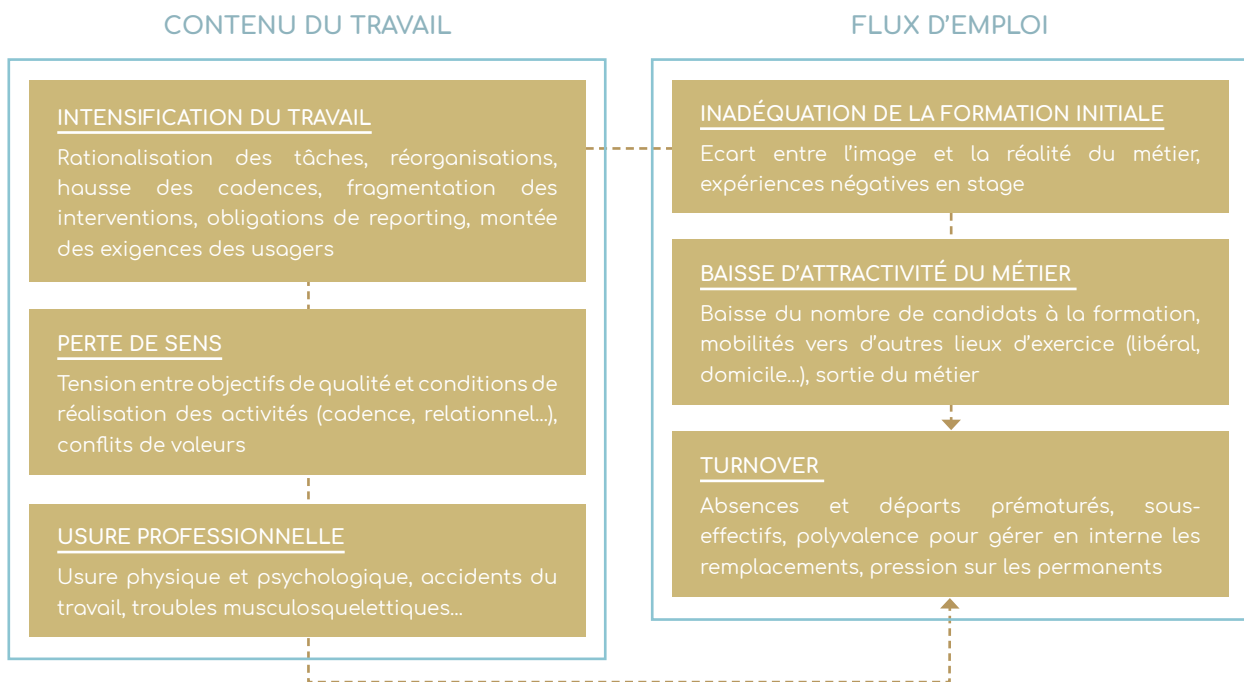 CONTENU DU TRAVAIL
INTENSIFICATION DU TRAVAIL
Rationalisation des tâches, réorganisations,
hausse des cadences, fragmentation des
interventions, obligations de reporting, montée
des exigences des usagers
PERTE DE SENS
Tension entre objectifs de qualité et conditions de
réalisation des activités (cadence, relationnel...),
conflits de valeurs
USURE PROFESSIONNELLE
Usure physique et psychologique, accidents du
travail, troubles musculosquelettiques...
FLUX D'EMPLOI
INADÉQUATION DE LA FORMATION INITIALE
Ecart entre l'image et la réalité du métier,
expériences négatives en stage
BAISSE D'ATTRACTIVITÉ DU MÉTIER
Baisse du nombre de candidats à la formation,
mobilités vers d'autres lieux d'exercice (libéral,
domicile...), sortie du métier
TURNOVER
Absences et départs prématurés, sous-
effectifs, polyvalence pour gérer en interne les
remplacements, pression sur les permanents